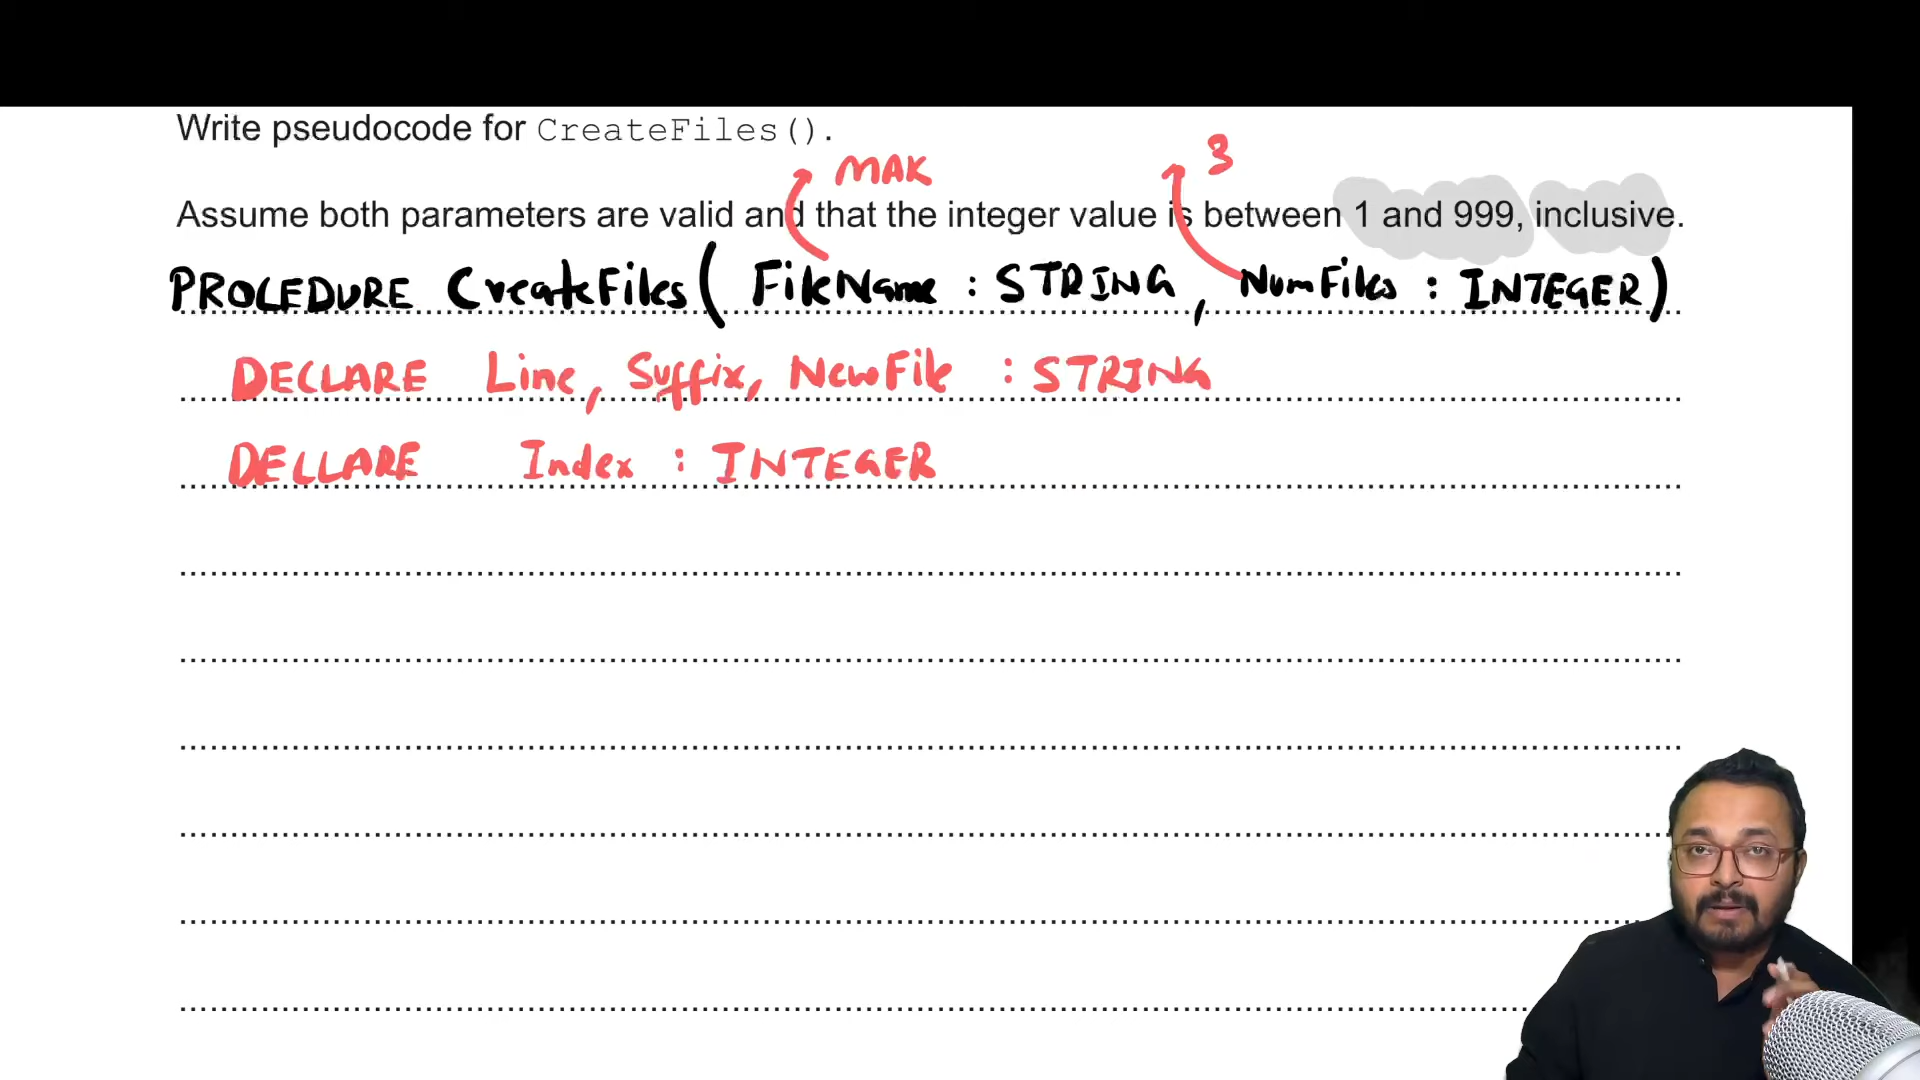 Write pseudocode for CreateFiles().
MAK
3
Assume both parameters are valid and that the integer value is between 1 and 999, inclusive.
PROCEDURE CreateFiles( FileName : STRING , NumFiles : INTEGER )
DECLARE Line, Suffix, NewFile : STRING
DECLARE Index : INTEGER